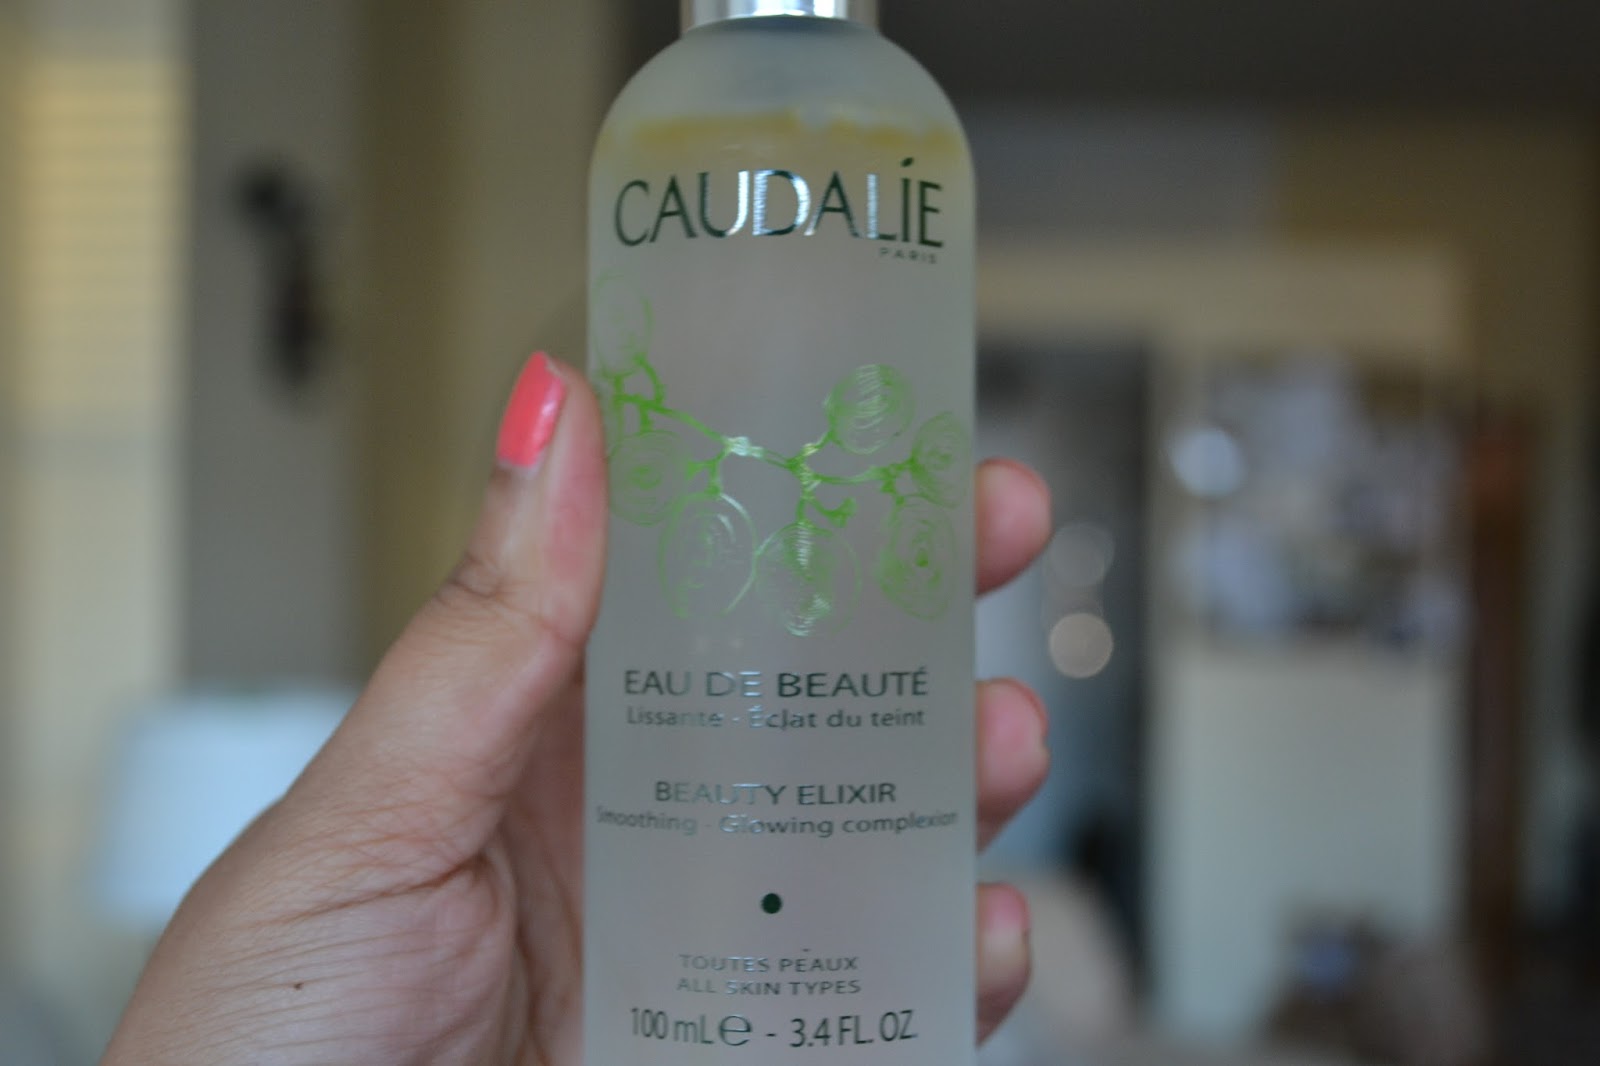 CAUDALÍE
PARIS
EAU DE BEAUTÉ
Lissante - Éclat du teint
BEAUTY ELIXIR
Smoothing - Glowing complexion
TOUTES PEAUX
ALL SKIN TYPES
100 mL ℮ - 3.4 FL. OZ.